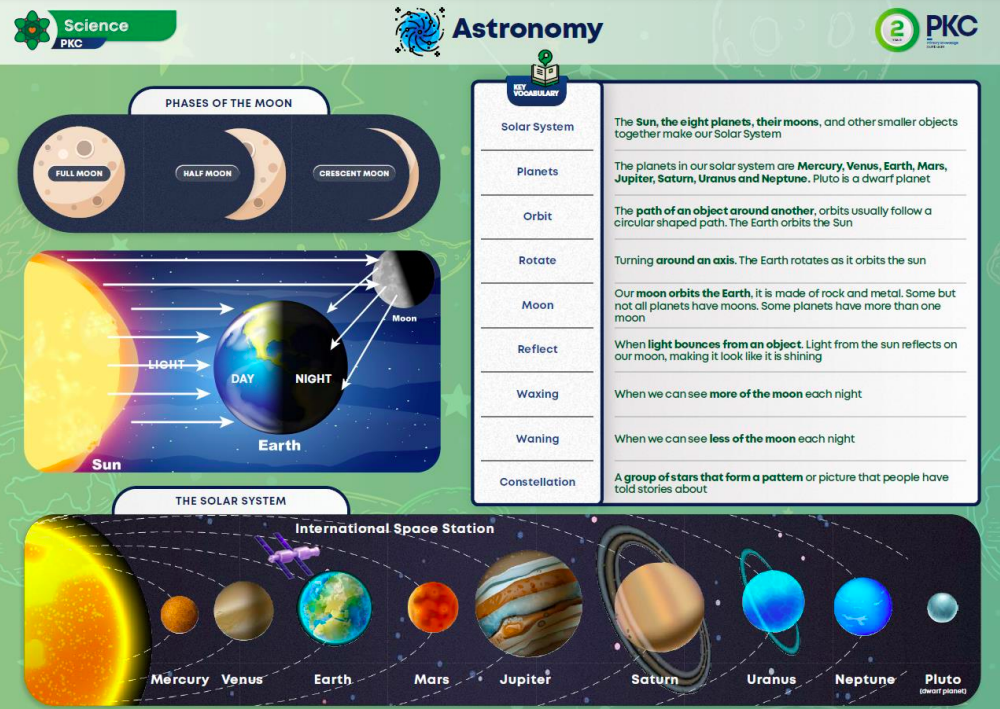 Science
PKC
Astronomy
2
PKC
PHASES OF THE MOON
FULL MOON
HALF MOON
CRESCENT MOON
LIGHT
DAY
NIGHT
Moon
Earth
Sun
KEY
VOCABULARY
Solar System
The Sun, the eight planets, their moons, and other smaller objects
together make our Solar System
Planets
The planets in our solar system are Mercury, Venus, Earth, Mars,
Jupiter, Saturn, Uranus and Neptune. Pluto is a dwarf planet
Orbit
The path of an object around another, orbits usually follow a
circular shaped path. The Earth orbits the Sun
Rotate
Turning around an axis. The Earth rotates as it orbits the sun
Moon
Our moon orbits the Earth, it is made of rock and metal. Some but
not all planets have moons. Some planets have more than one
moon
Reflect
When light bounces from an object. Light from the sun reflects on
our moon, making it look like it is shining
Waxing
When we can see more of the moon each night
Waning
When we can see less of the moon each night
Constellation
A group of stars that form a pattern or picture that people have
told stories about
THE SOLAR SYSTEM
International Space Station
Mercury
Venus
Earth
Mars
Jupiter
Saturn
Uranus
Neptune
Pluto
(dwarf planet)